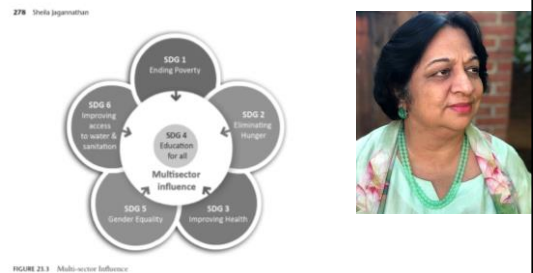 278 Sheila Jagannathan
SDG 1
Ending Poverty
SDG 6
Improving
access
to water &
sanitation
SDG 2
Eliminating
Hunger
SDG 4
Education
for all
Multisector
influence
SDG 5
Gender Equality
SDG 3
Improving Health
FIGURE 23.3 Multi-sector Influence